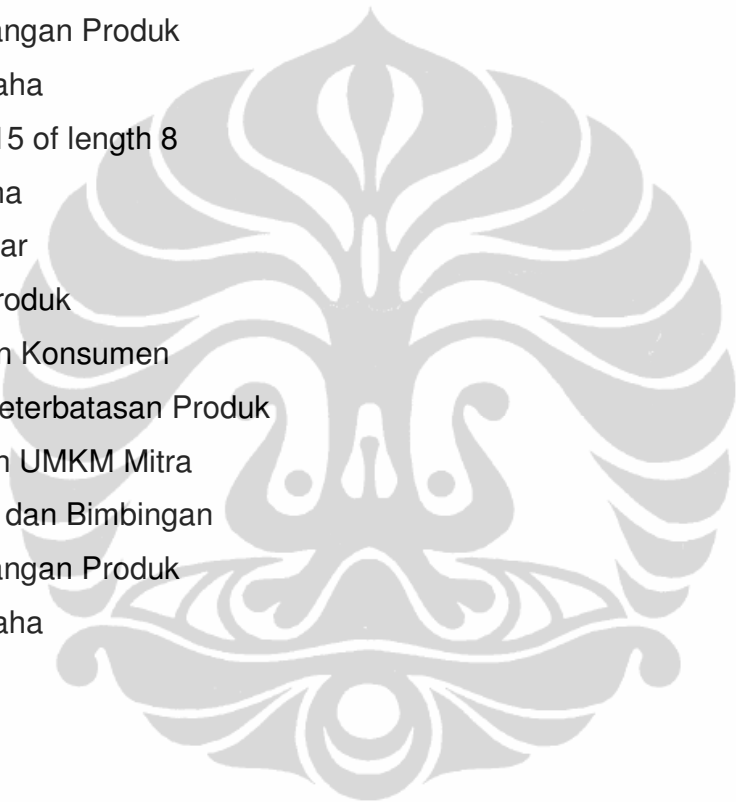 angan Produk
aha
15 of length 8
na
ar
roduk
n Konsumen
eterbatasan Produk
n UMKM Mitra
dan Bimbingan
angan Produk
aha